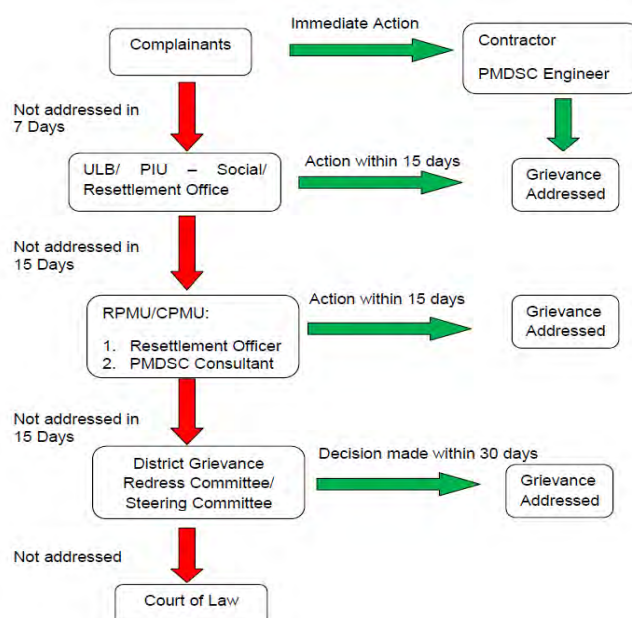 Immediate Action
Complainants
Contractor
PMDSC Engineer
Not addressed in
7 Days
ULB/ PIU – Social/
Resettlement Office
Action within 15 days
Grievance
Addressed
Not addressed in
15 Days
RPMU/CPMU:
1. Resettlement Officer
2. PMDSC Consultant
Action within 15 days
Grievance
Addressed
Not addressed in
15 Days
District Grievance
Redress Committee/
Steering Committee
Decision made within 30 days
Grievance
Addressed
Not addressed
Court of Law